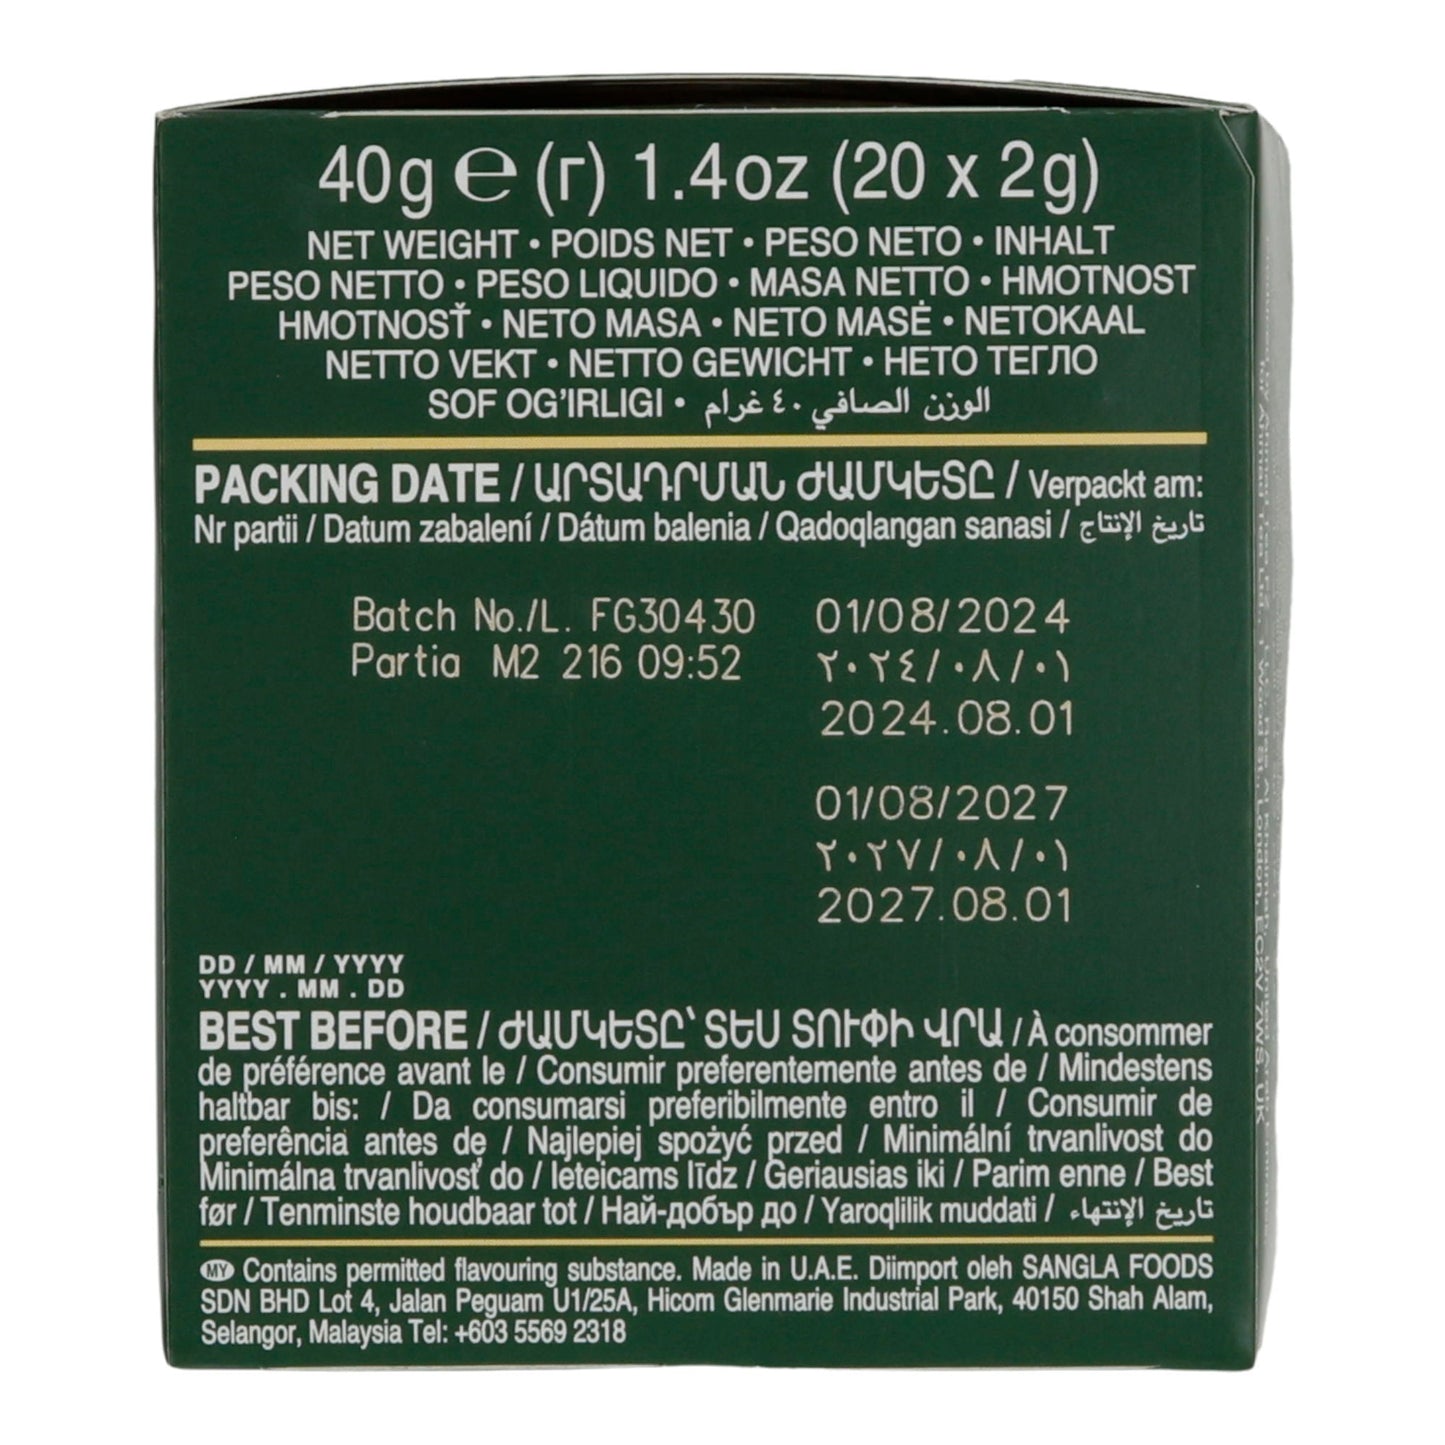 40g ℮ (г) 1.4oz (20 x 2g)
NET WEIGHT • POIDS NET • PESO NETO • INHALT
PESO NETTO • PESO LIQUIDO • MASA NETTO • HMOTNOST
HMOTNOSŤ • NETO MASA • NETO MASĖ • NETOKAAL
NETTO VEKT • NETTO GEWICHT • НЕТО ТЕГЛО
SOF OG'IRLIGI • الوزن الصافي ٤٠ غرام
PACKING DATE / ԱՐՏԱԴՐՄԱՆ ԺԱՄԿԵՏԸ / Verpackt am:
Nr partii / Datum zabalení / Dátum balenia / Qadoqlangan sanasi / تاريخ الإنتاج
Batch No./L. FG30430 01/08/2024
Partia M2 216 09:52 ٢٠٢٤/٠٨/٠١
2024.08.01
01/08/2027
٢٠٢٧/٠٨/٠١
2027.08.01
DD / MM / YYYY
YYYY . MM . DD
BEST BEFORE / ԺԱՄԿԵՏԸ՝ ՏԵՍ ՏՈՒՓԻ ՎՐԱ / À consommer
de préférence avant le / Consumir preferentemente antes de / Mindestens
haltbar bis: / Da consumarsi preferibilmente entro il / Consumir de
preferência antes de / Najlepiej spożyć przed / Minimální trvanlivost do
Minimálna trvanlivosť do / Ieteicams līdz / Geriausias iki / Parim enne / Best
før / Tenminste houdbaar tot / Най-добър до / Yaroqlilik muddati / تاريخ الإنتهاء
MY Contains permitted flavouring substance. Made in U.A.E. Diimport oleh SANGLA FOODS
SDN BHD Lot 4, Jalan Peguam U1/25A, Hicom Glenmarie Industrial Park, 40150 Shah Alam,
Selangor, Malaysia Tel: +603 5569 2318